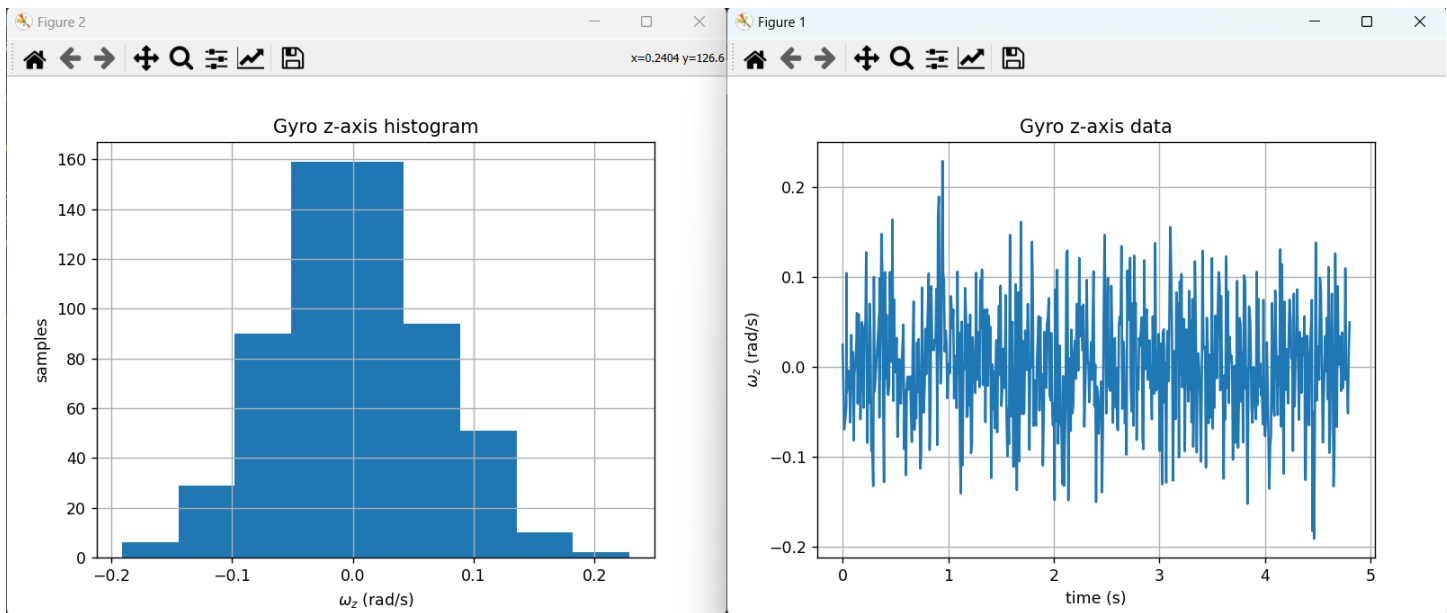 Figure 2
x=0.2404 y=126.6
Gyro z-axis histogram
160
140
120
100
80
60
40
20
0
samples
−0.2 −0.1 0.0 0.1 0.2
ω_z (rad/s)
Figure 1
Gyro z-axis data
0.2
0.1
0.0
−0.1
−0.2
ω_z (rad/s)
0 1 2 3 4 5
time (s)